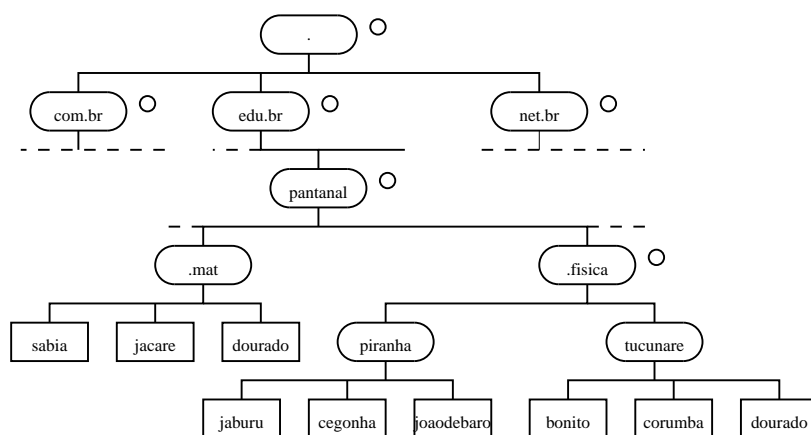 .
com.br edu.br net.br
pantanal
.mat .fisica
sabia jacare dourado piranha tucunare
jaburu cegonha joaodebaro bonito corumba dourado